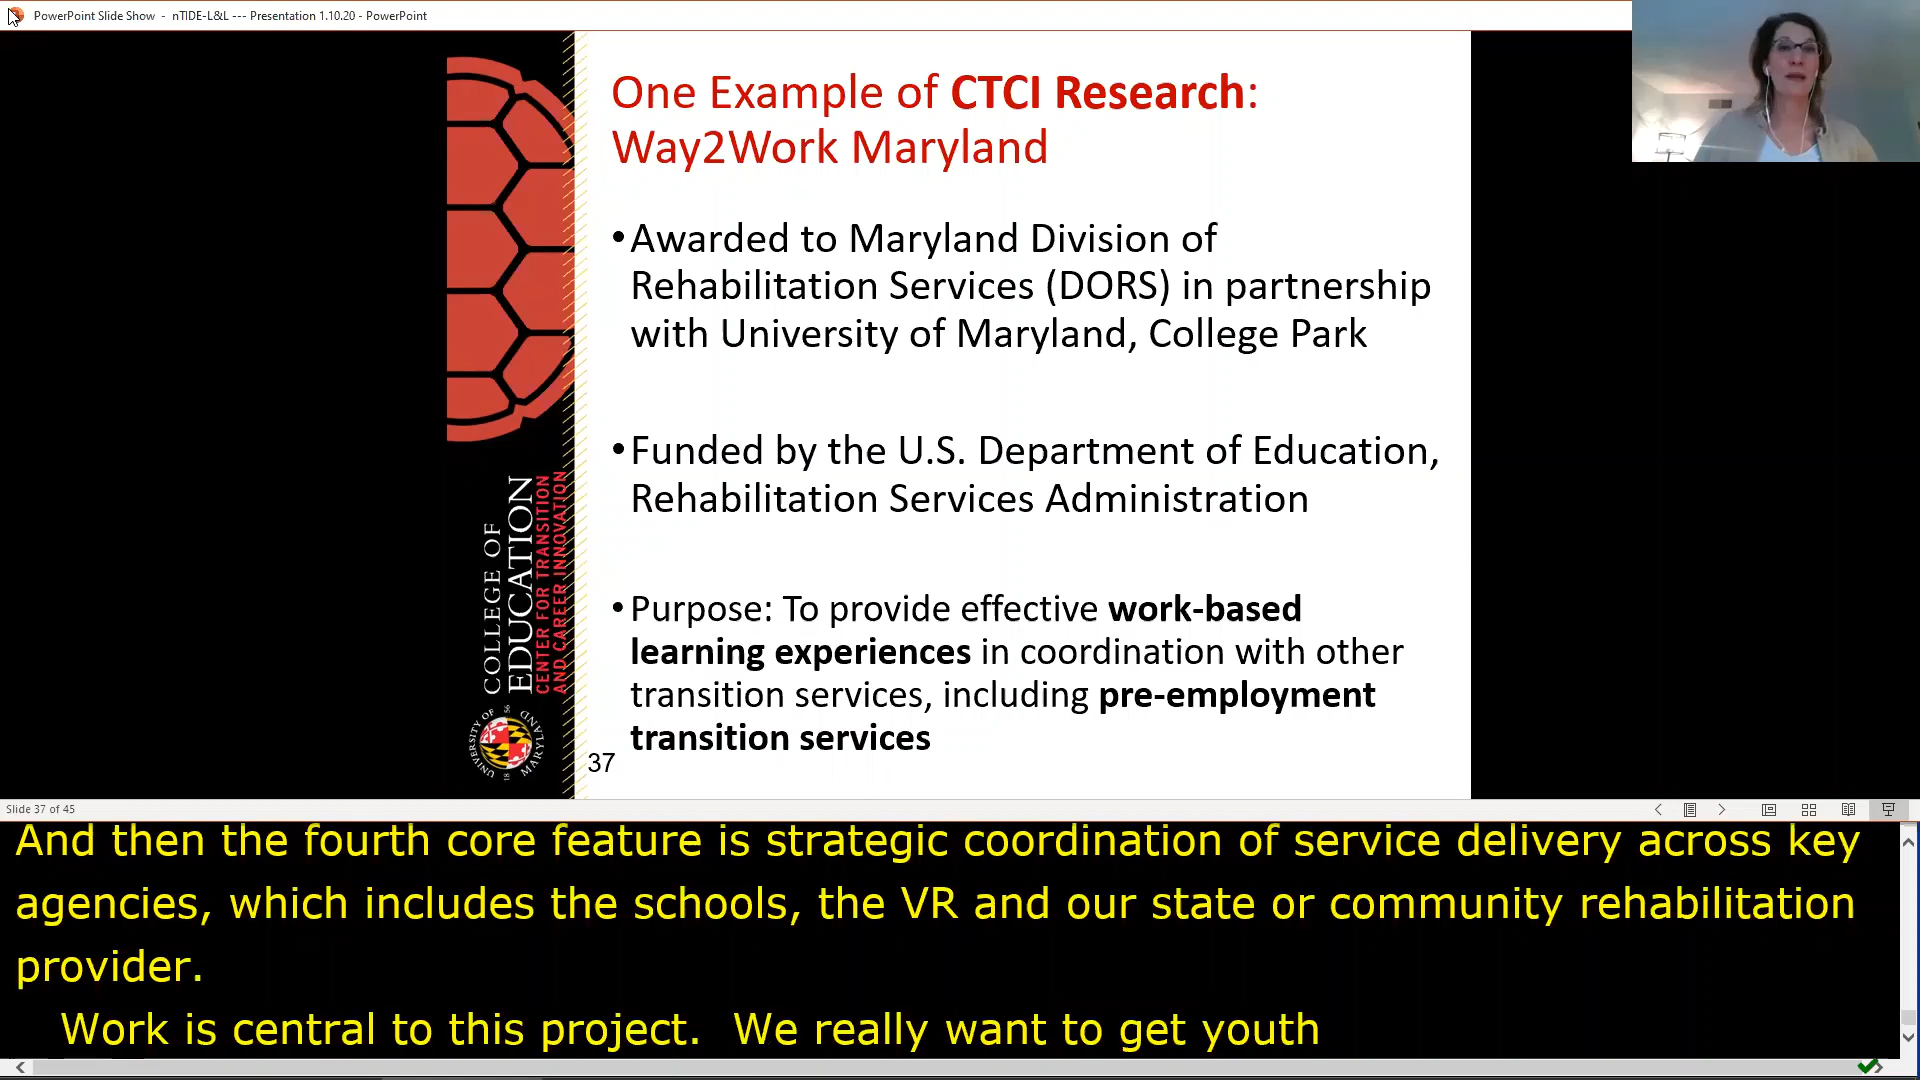 PowerPoint Slide Show - nTIDE-L&L --- Presentation 1.10.20 - PowerPoint
One Example of CTCI Research:
Way2Work Maryland
•Awarded to Maryland Division of
Rehabilitation Services (DORS) in partnership
with University of Maryland, College Park
•Funded by the U.S. Department of Education,
Rehabilitation Services Administration
•Purpose: To provide effective work-based
learning experiences in coordination with other
transition services, including pre-employment
transition services
37
COLLEGE OF
EDUCATION
CENTER FOR TRANSITION
AND CAREER INNOVATION
UNIVERSITY OF
MARYLAND
18 56
Slide 37 of 45
And then the fourth core feature is strategic coordination of service delivery across key
agencies, which includes the schools, the VR and our state or community rehabilitation
provider.
Work is central to this project. We really want to get youth